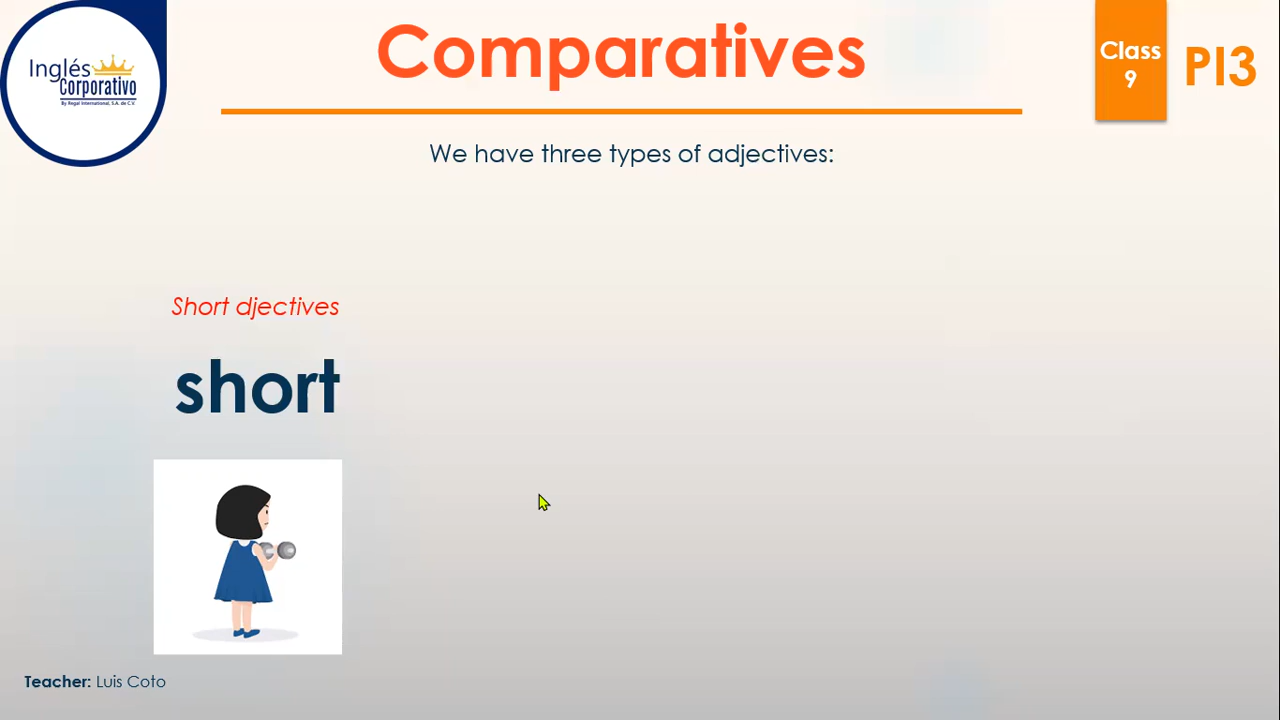 Inglés
Corporativo
By Regal International, S.A. de C.V.
Comparatives
Class
9
PI3
We have three types of adjectives:
Short djectives
short
Teacher: Luis Coto